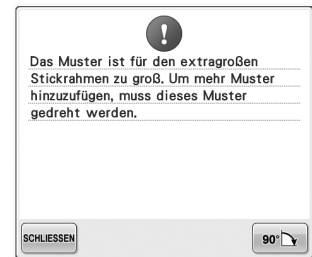 Das Muster ist für den extragroßen
Stickrahmen zu groß. Um mehr Muster
hinzuzufügen, muss dieses Muster
gedreht werden.
SCHLIESSEN
90°